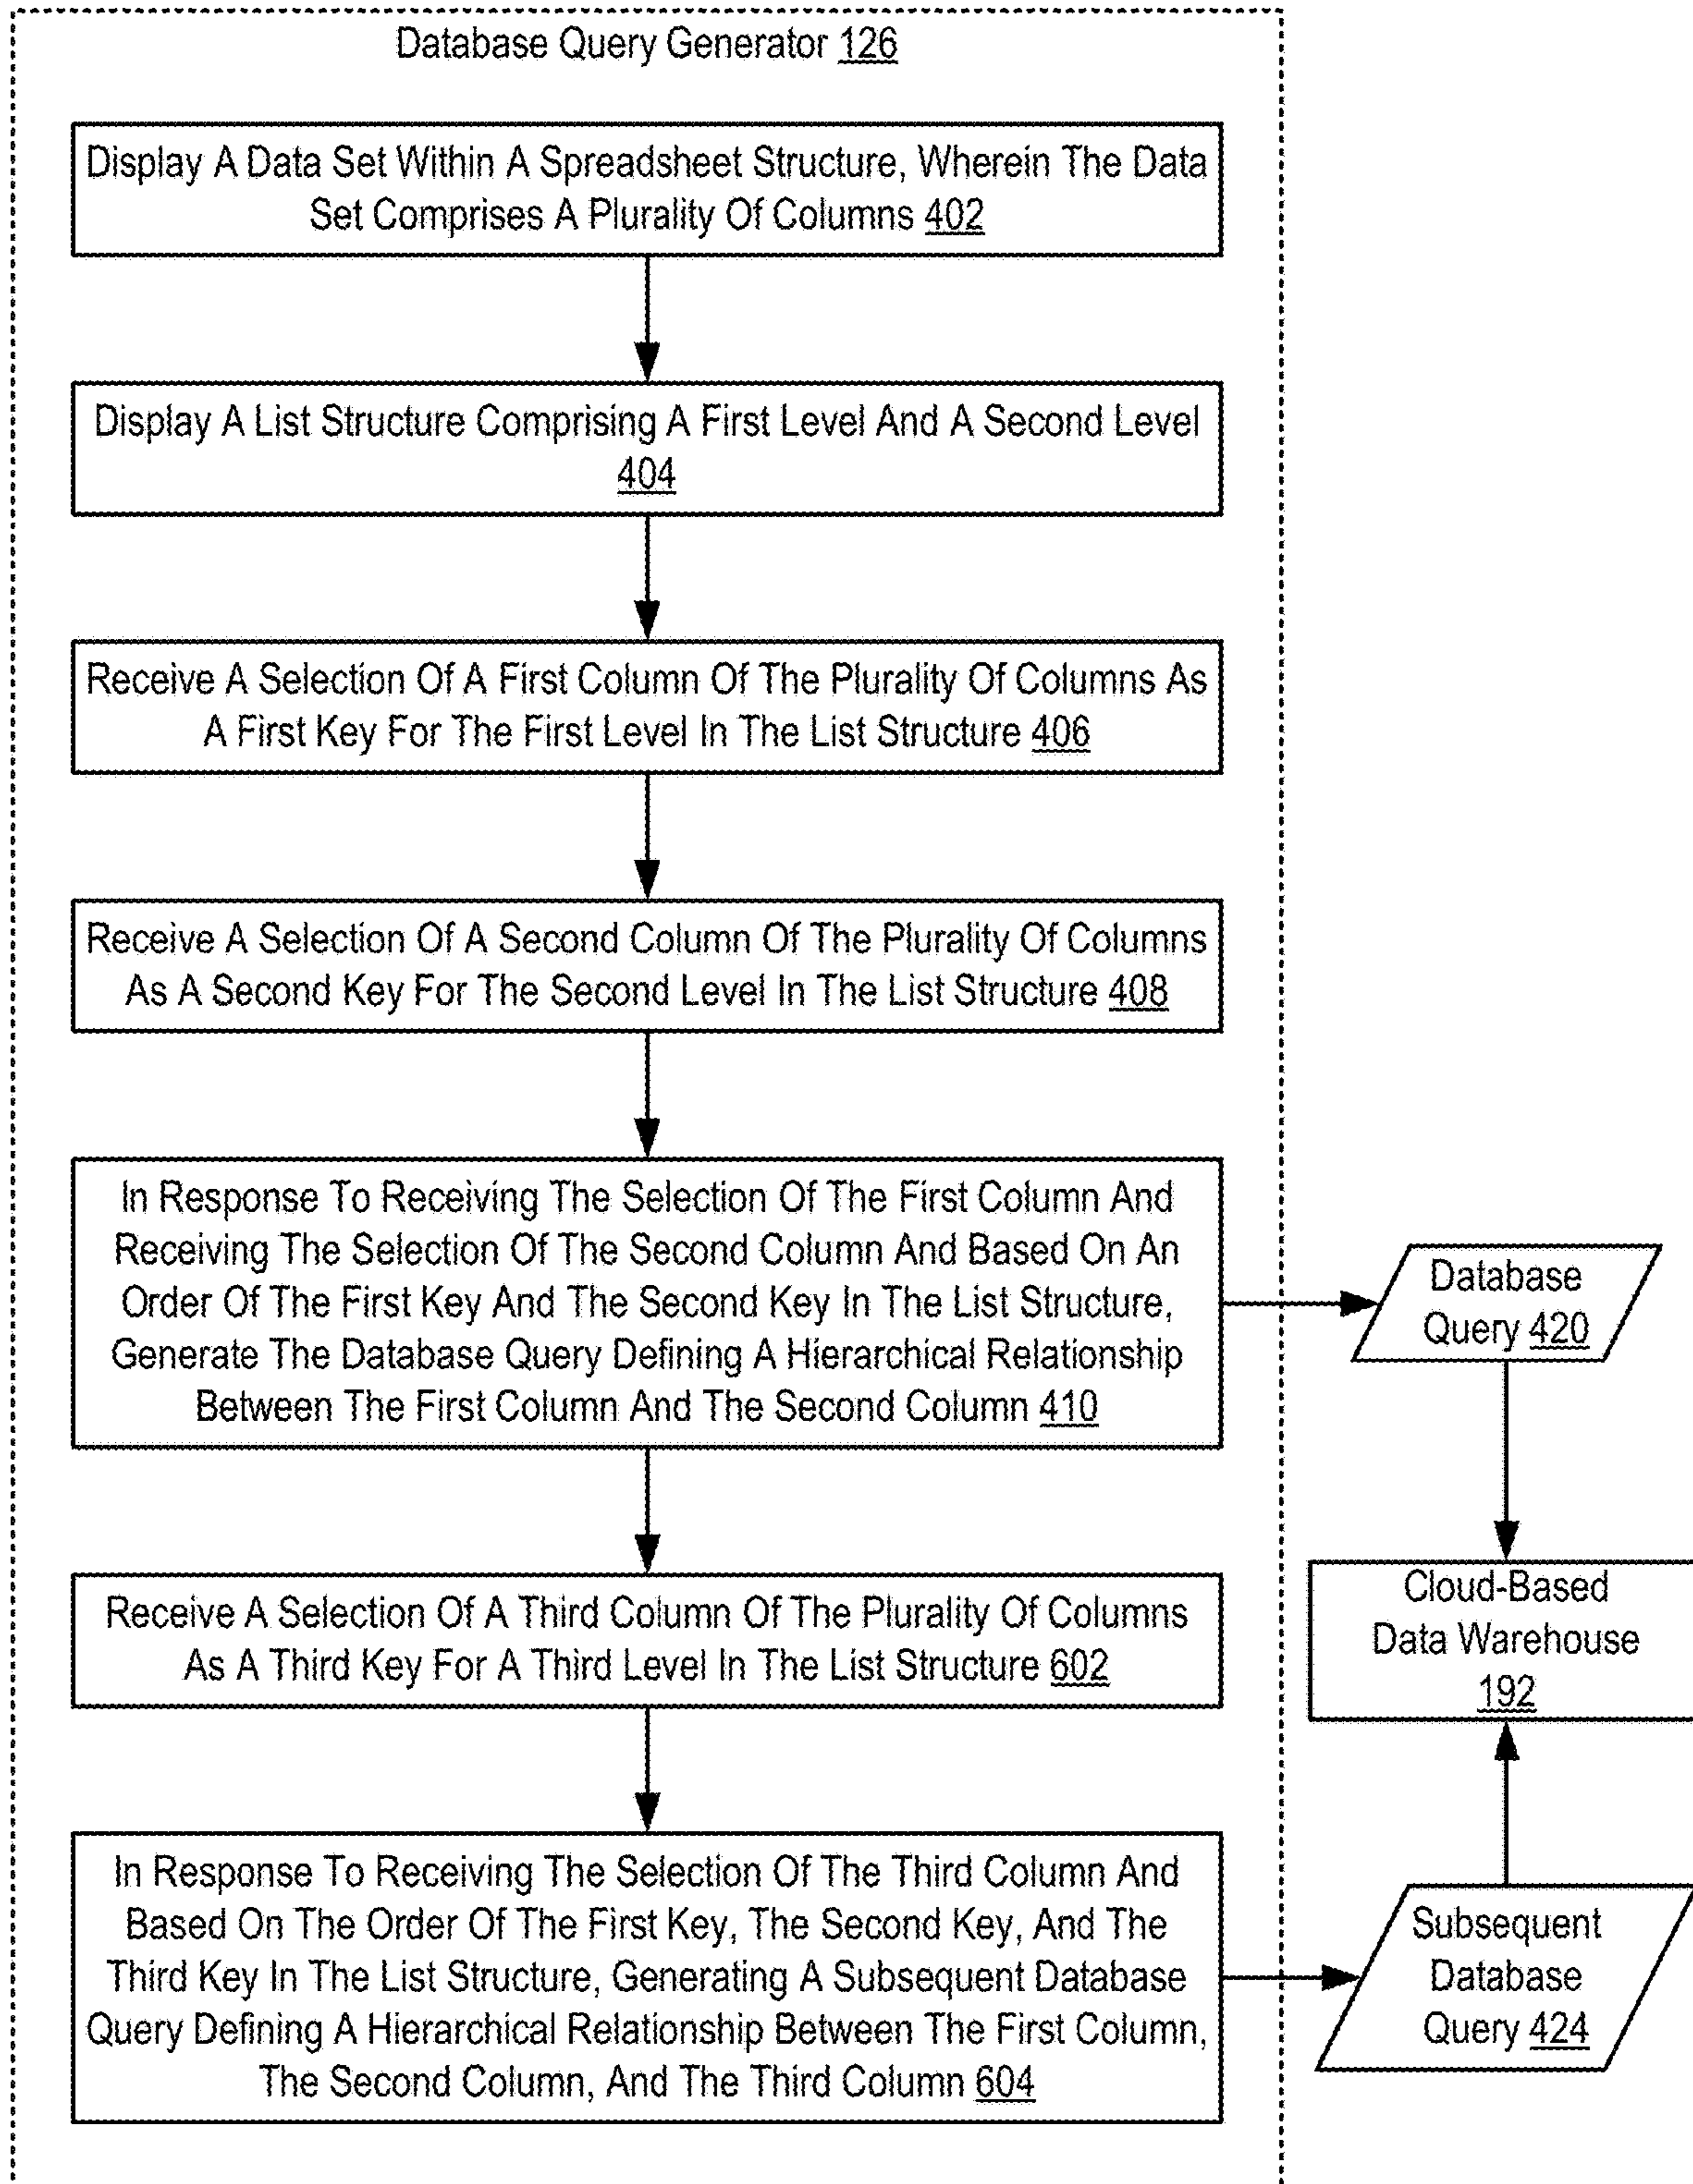 Database Query Generator 126
Display A Data Set Within A Spreadsheet Structure, Wherein The Data
Set Comprises A Plurality Of Columns 402
Display A List Structure Comprising A First Level And A Second Level
404
Receive A Selection Of A First Column Of The Plurality Of Columns As
A First Key For The First Level In The List Structure 406
Receive A Selection Of A Second Column Of The Plurality Of Columns
As A Second Key For The Second Level In The List Structure 408
In Response To Receiving The Selection Of The First Column And
Receiving The Selection Of The Second Column And Based On An
Order Of The First Key And The Second Key In The List Structure,
Generate The Database Query Defining A Hierarchical Relationship
Between The First Column And The Second Column 410
Database
Query 420
Cloud-Based
Data Warehouse
192
Receive A Selection Of A Third Column Of The Plurality Of Columns
As A Third Key For A Third Level In The List Structure 602
In Response To Receiving The Selection Of The Third Column And
Based On The Order Of The First Key, The Second Key, And The
Third Key In The List Structure, Generating A Subsequent Database
Query Defining A Hierarchical Relationship Between The First Column,
The Second Column, And The Third Column 604
Subsequent
Database
Query 424